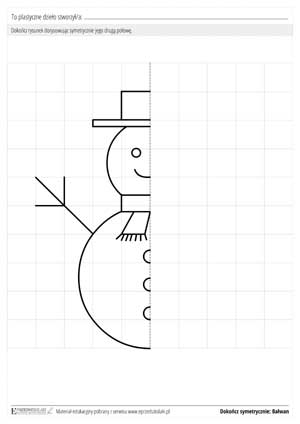 To plastyczne dzieło stworzył/a:
Dokończ rysunek dorysowując symetrycznie jego drugą połowę.
Materiał edukacyjny pobrany z serwisu www.eprzedszkolaki.pl
Dokończ symetrycznie: Bałwan